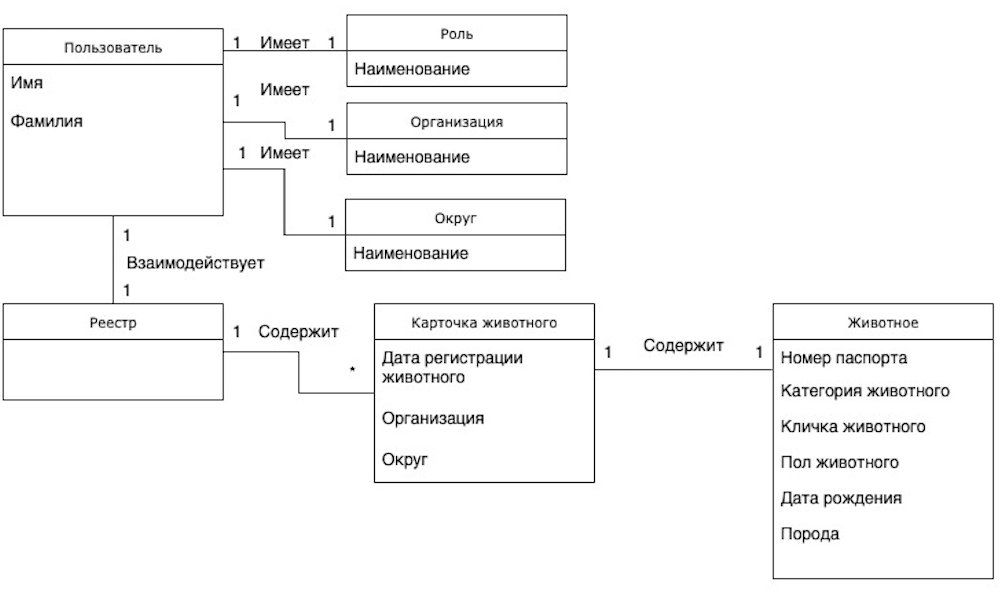 Пользователь
Имя
Фамилия
1 Имеет 1
Роль
Наименование
1 Имеет 1
Организация
Наименование
1 Имеет 1
Округ
Наименование
1
Взаимодействует
1
Реестр
1 Содержит *
Карточка животного
Дата регистрации
животного
Организация
Округ
1 Содержит 1
Животное
Номер паспорта
Категория животного
Кличка животного
Пол животного
Дата рождения
Порода